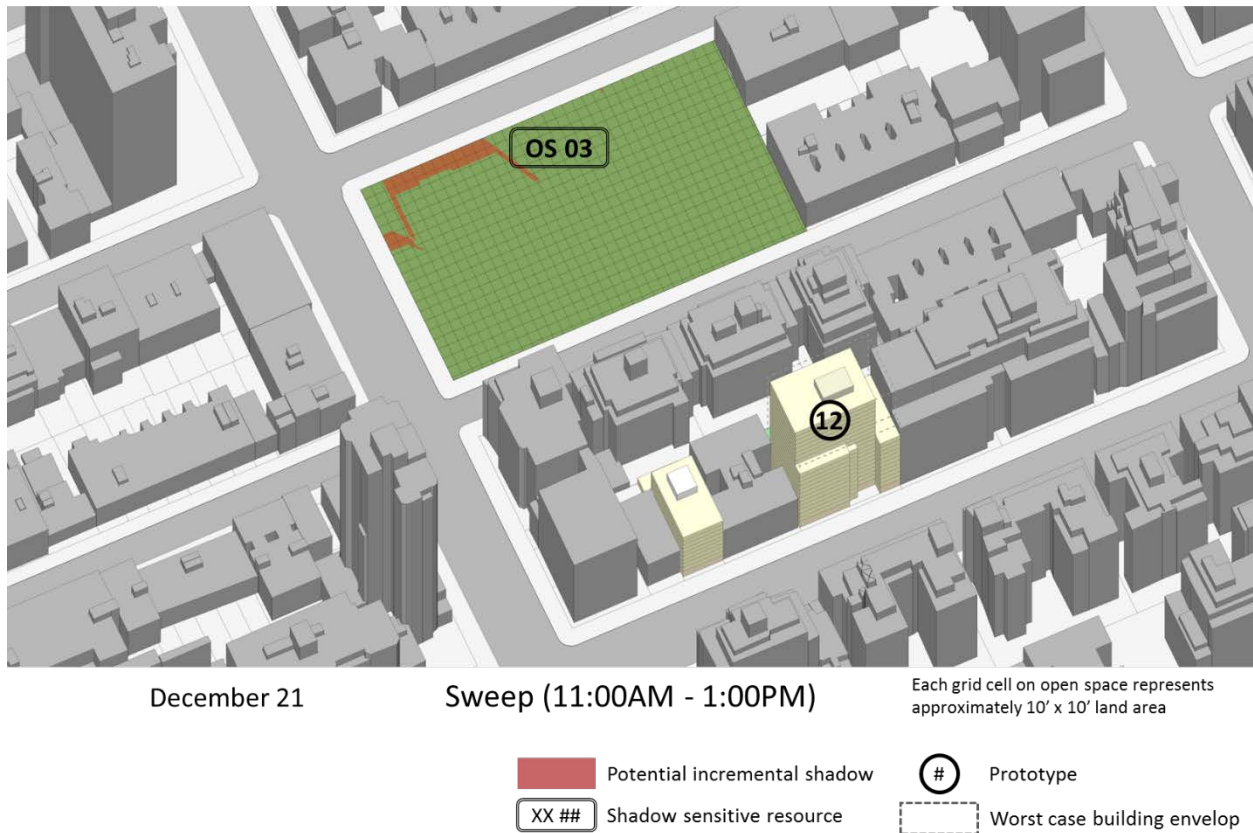 OS 03
12
December 21
Sweep (11:00AM - 1:00PM)
Each grid cell on open space represents
approximately 10’ x 10’ land area
Potential incremental shadow
# Prototype
XX ## Shadow sensitive resource
Worst case building envelop